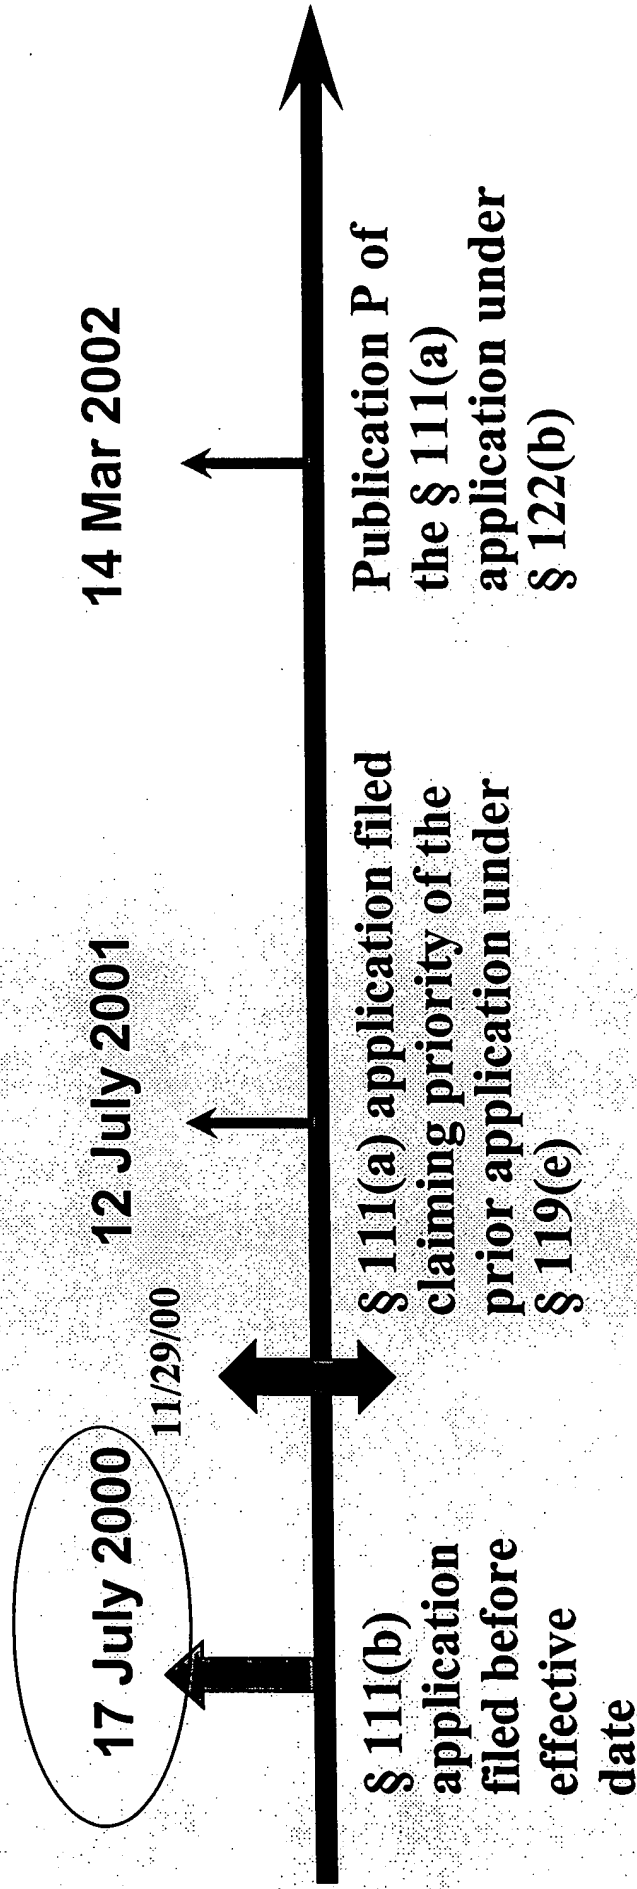 17 July 2000
11/29/00
12 July 2001
14 Mar 2002
§ 111(b)
application
filed before
effective
date
§ 111(a) application filed
claiming priority of the
prior application under
§ 119(e)
Publication P of
the § 111(a)
application under
§ 122(b)